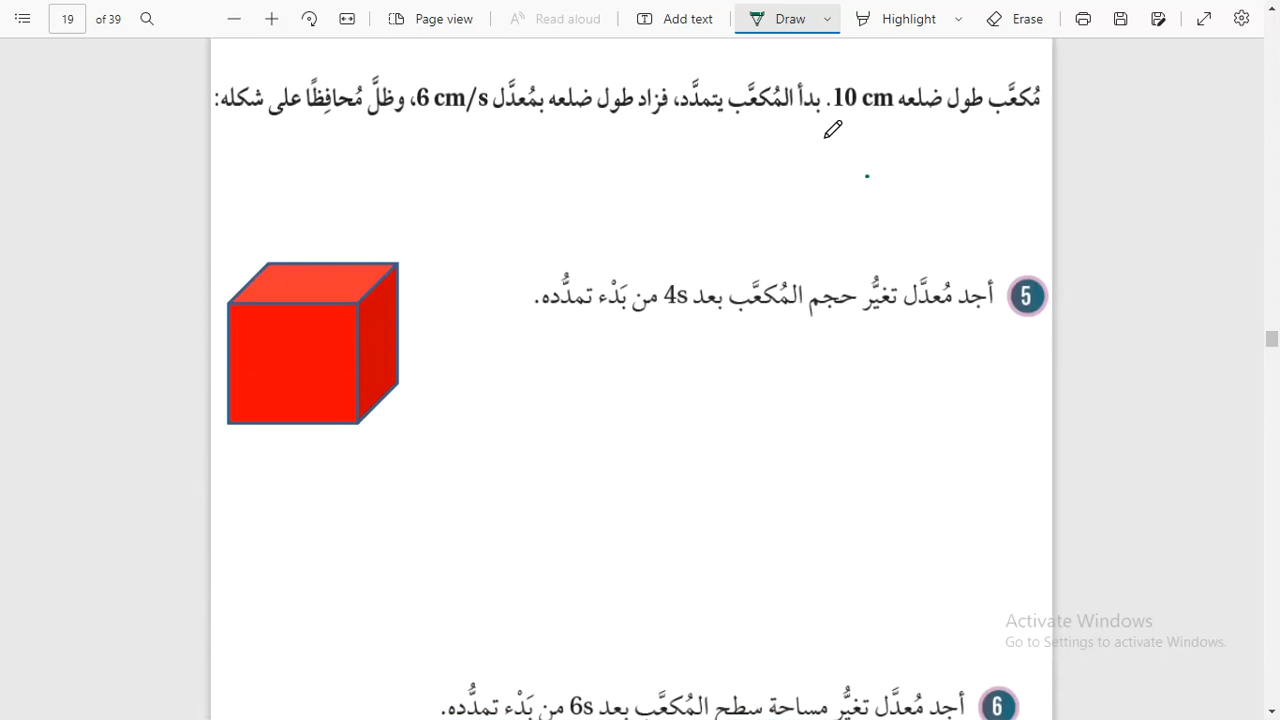 19 of 39 Page view Read aloud Add text Draw Highlight Erase
مُكعَّب طول ضلعه 10 cm. بدأ المُكعَّب يتمدَّد، فزاد طول ضلعه بمُعدَّل 6 cm/s، وظلَّ مُحافِظًا على شكله:
5 أجد مُعدَّل تغيُّر حجم المُكعَّب بعد 4s من بَدْء تمدُّده.
Activate Windows
Go to Settings to activate Windows.
6 أجد مُعدَّل تغيُّر مساحة سطح المُكعَّب بعد 6s من بَدْء تمدُّده.